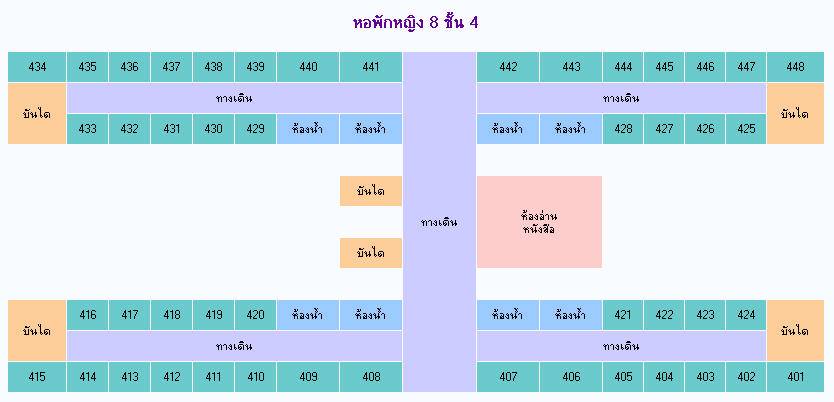 หอพักหญิง 8 ชั้น 4
434 435 436 437 438 439 440 441 442 443 444 445 446 447 448
บันได ทางเดิน ทางเดิน บันได
433 432 431 430 429 ห้องน้ำ ห้องน้ำ ห้องน้ำ ห้องน้ำ 428 427 426 425
บันได
ทางเดิน
ห้องอ่าน
หนังสือ
บันได
416 417 418 419 420 ห้องน้ำ ห้องน้ำ ห้องน้ำ ห้องน้ำ 421 422 423 424
บันได ทางเดิน ทางเดิน บันได
415 414 413 412 411 410 409 408 407 406 405 404 403 402 401